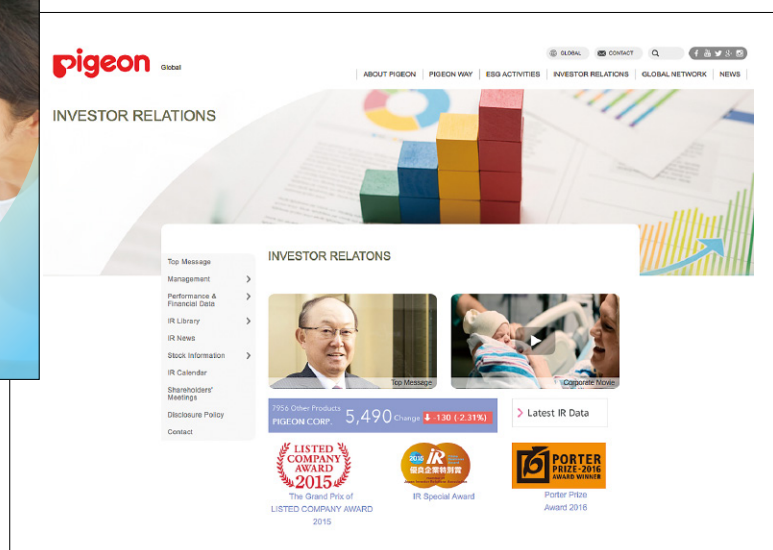 pigeon Global
GLOBAL CONTACT
ABOUT PIGEON PIGEON WAY ESG ACTIVITIES INVESTOR RELATIONS GLOBAL NETWORK NEWS
INVESTOR RELATIONS
Top Message
Management
Performance &
Financial Data
IR Library
IR News
Stock Information
IR Calendar
Shareholders'
Meetings
Disclosure Policy
Contact
INVESTOR RELATONS
Top Message
Corporate Movie
7956 Other Products
PIGEON CORP. 5,490 Change -130 (-2.31%)
Latest IR Data
LISTED
COMPANY
AWARD
2015
The Grand Prix of
LISTED COMPANY AWARD
2015
2015 IR
優良企業特別賞
IR Special Award
PORTER
PRIZE-2016
AWARD WINNER
Porter Prize
Award 2016